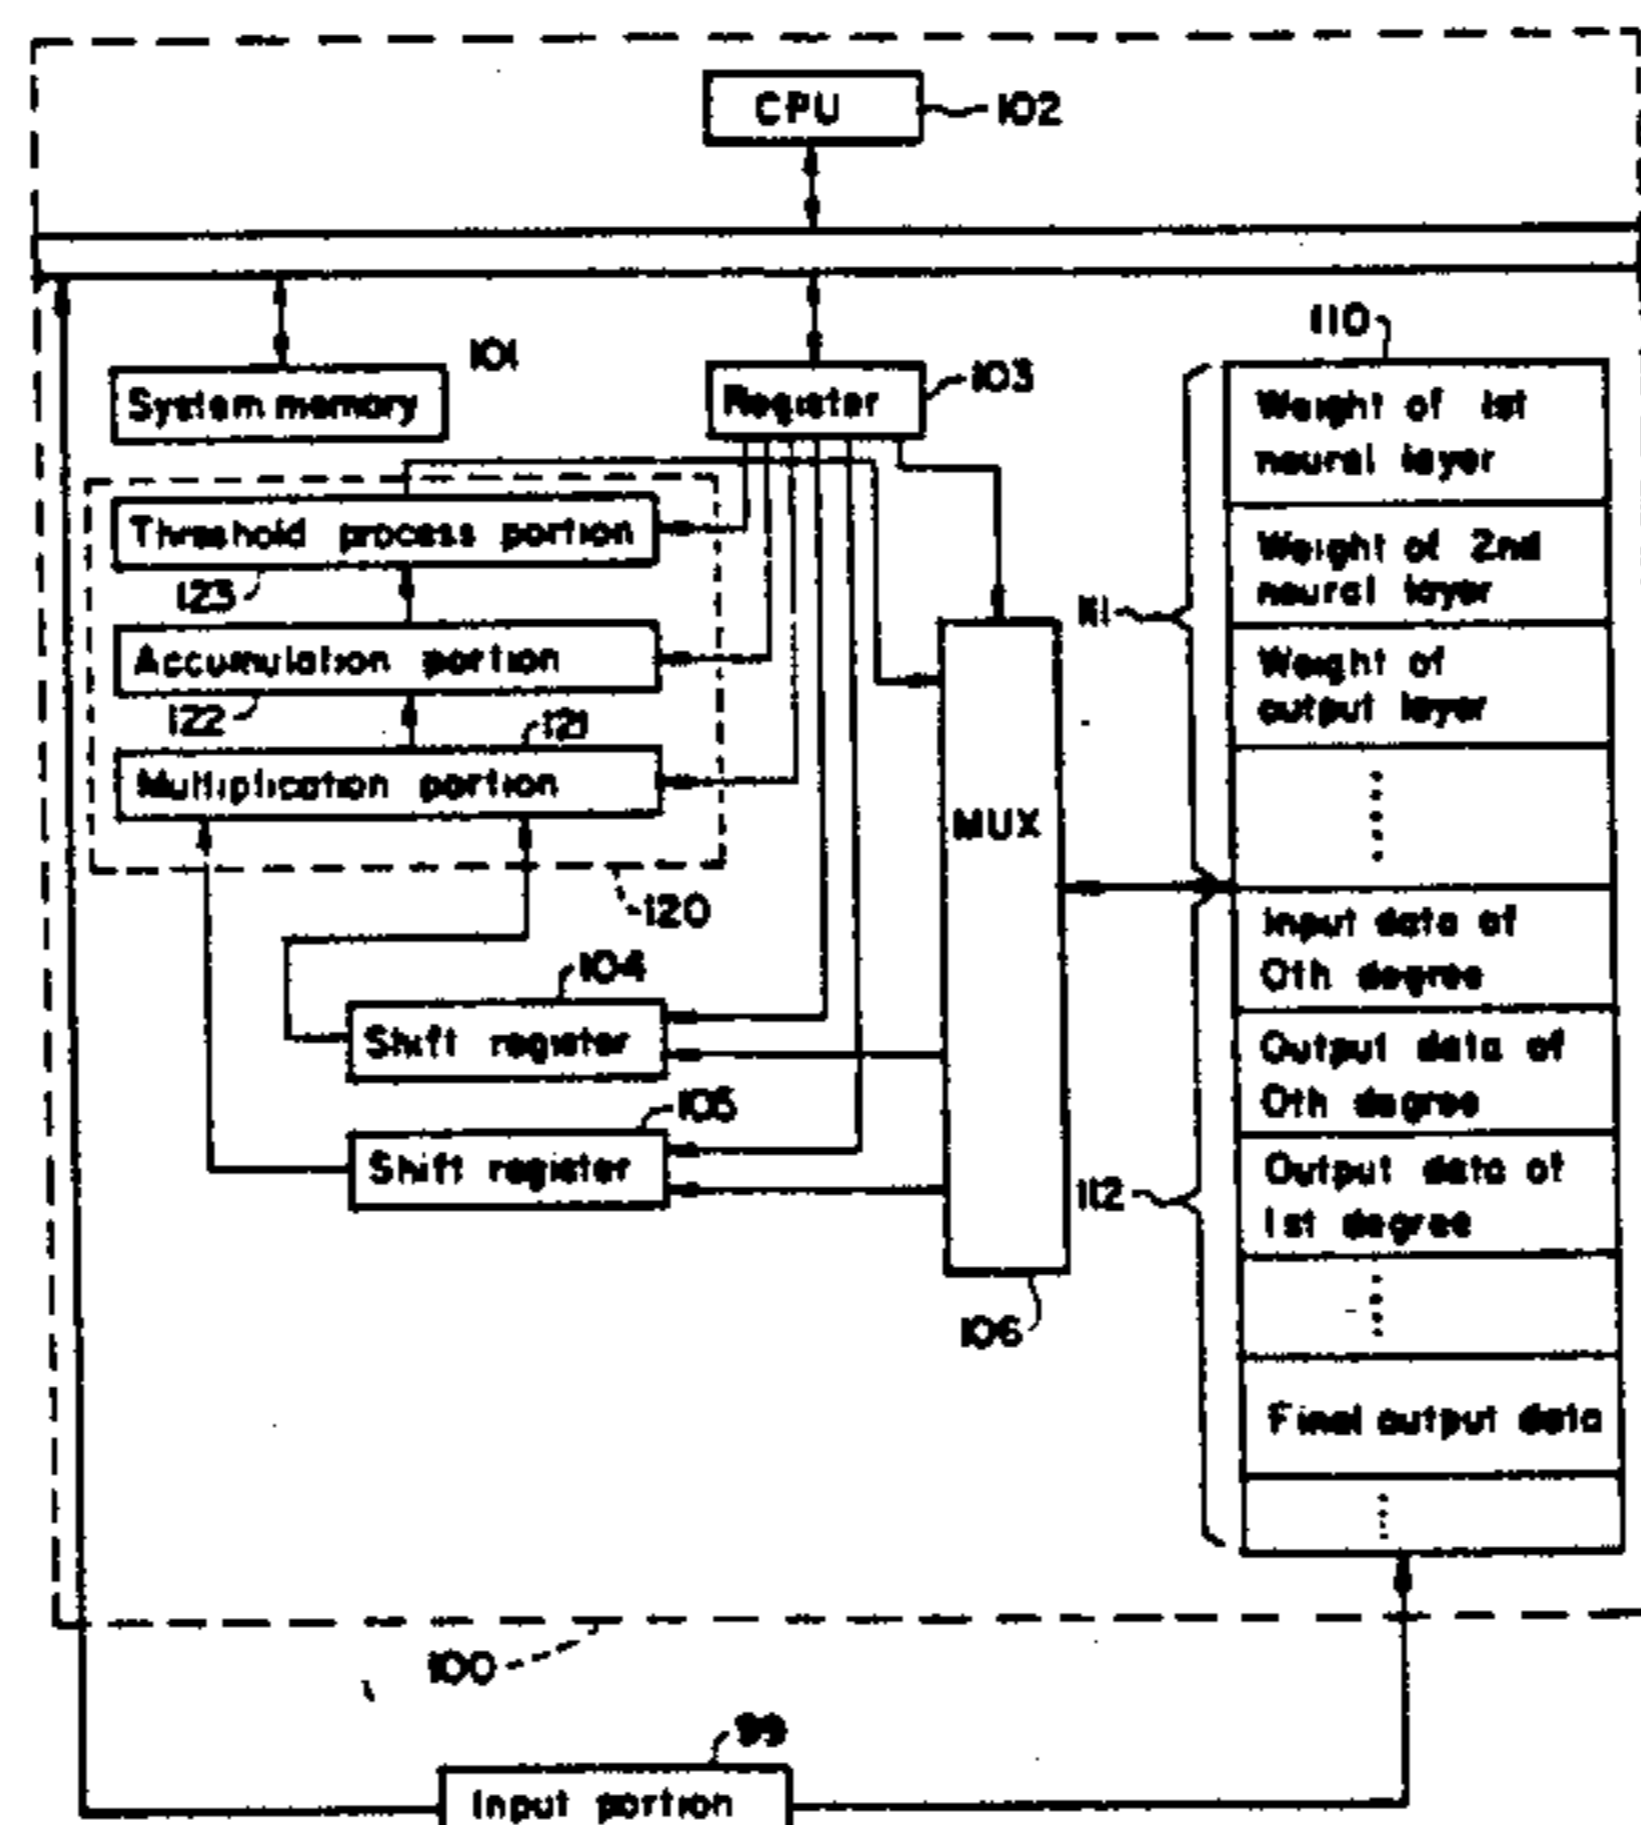 CPU
102
110
101
103
System memory
Register
Weight of 1st
neural layer
Threshold process portion
Weight of 2nd
neural layer
123
111
Accumulation portion
Weight of
output layer
122
121
Multiplication portion
MUX
120
Input data of
0th degree
104
Shift register
Output data of
0th degree
105
Shift register
Output data of
1st degree
112
106
Final output data
100
99
Input portion